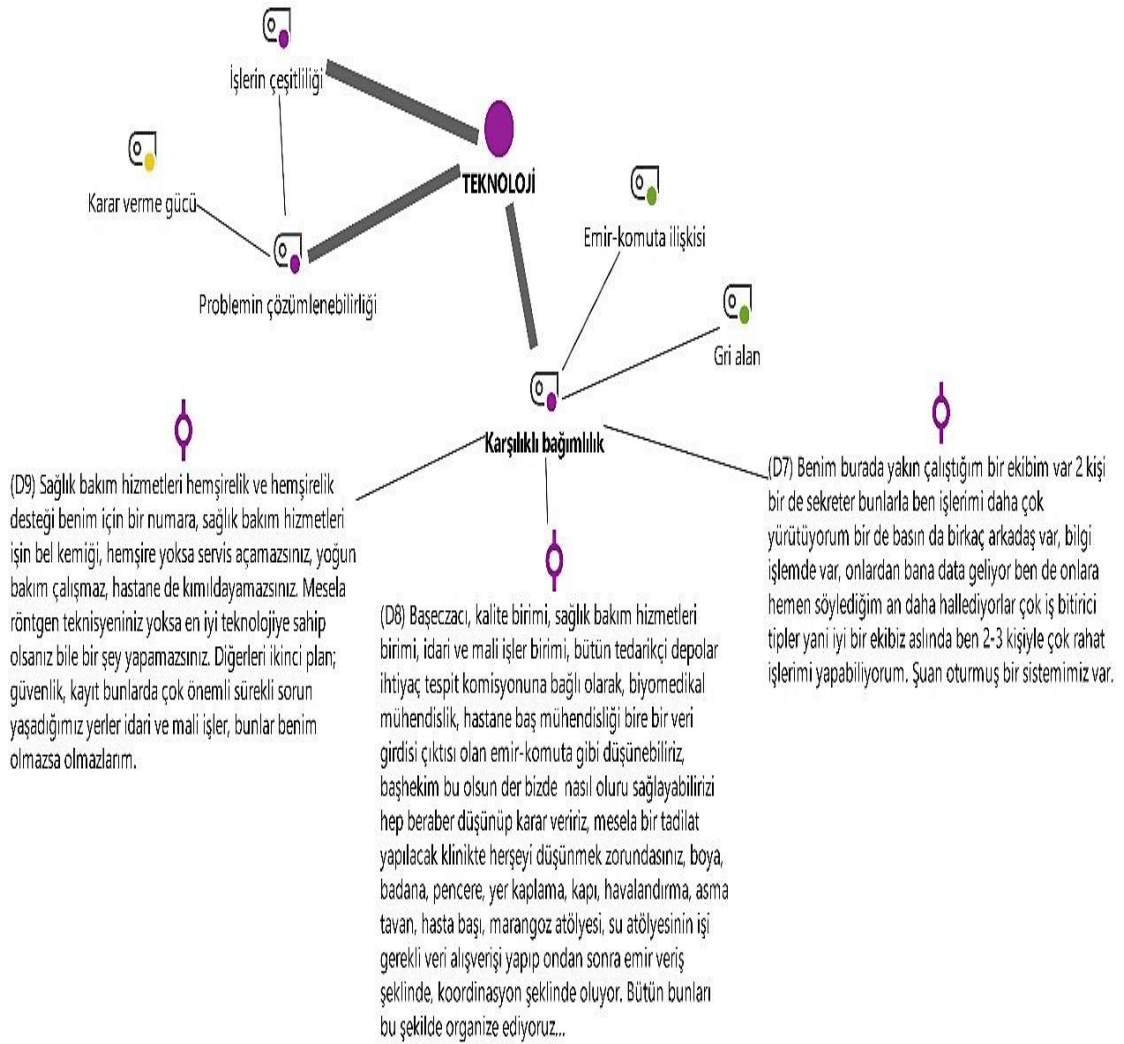 İşlerin çeşitliliği
TEKNOLOJİ
Karar verme gücü
Emir-komuta ilişkisi
Problemin çözümlenebilirliği
Gri alan
Karşılıklı bağımlılık
(D9) Sağlık bakım hizmetleri hemşirelik ve hemşirelik
desteği benim için bir numara, sağlık bakım hizmetleri
işin bel kemiği, hemşire yoksa servis açamazsınız, yoğun
bakım çalışmaz, hastane de kımıldayamazsınız. Mesela
röntgen teknisyeniniz yoksa en iyi teknolojiye sahip
olsanız bile bir şey yapamazsınız. Diğerleri ikinci plan;
güvenlik, kayıt bunlarda çok önemli sürekli sorun
yaşadığımız yerler idari ve mali işler, bunlar benim
olmazsa olmazlarım.
(D8) Başeczacı, kalite birimi, sağlık bakım hizmetleri
birimi, idari ve mali işler birimi, bütün tedarikçi depolar
ihtiyaç tespit komisyonuna bağlı olarak, biyomedikal
mühendislik, hastane baş mühendisliği bire bir veri
girdisi çıktısı olan emir-komuta gibi düşünebiliriz,
başhekim bu olsun der bizde nasıl oluru sağlayabilirizi
hep beraber düşünüp karar veririz, mesela bir tadilat
yapılacak klinikte herşeyi düşünmek zorundasınız, boya,
badana, pencere, yer kaplama, kapı, havalandırma, asma
tavan, hasta başı, marangoz atölyesi, su atölyesinin işi
gerekli veri alışverişi yapıp ondan sonra emir veriş
şeklinde, koordinasyon şeklinde oluyor. Bütün bunları
bu şekilde organize ediyoruz...
(D7) Benim burada yakın çalıştığım bir ekibim var 2 kişi
bir de sekreter bunlarla ben işlerimi daha çok
yürütüyorum bir de basın da birkaç arkadaş var, bilgi
işlemde var, onlardan bana data geliyor ben de onlara
hemen söylediğim an daha hallediyorlar çok iş bitirici
tipler yani iyi bir ekibiz aslında ben 2-3 kişiyle çok rahat
işlerimi yapabiliyorum. Şuan oturmuş bir sistemimiz var.